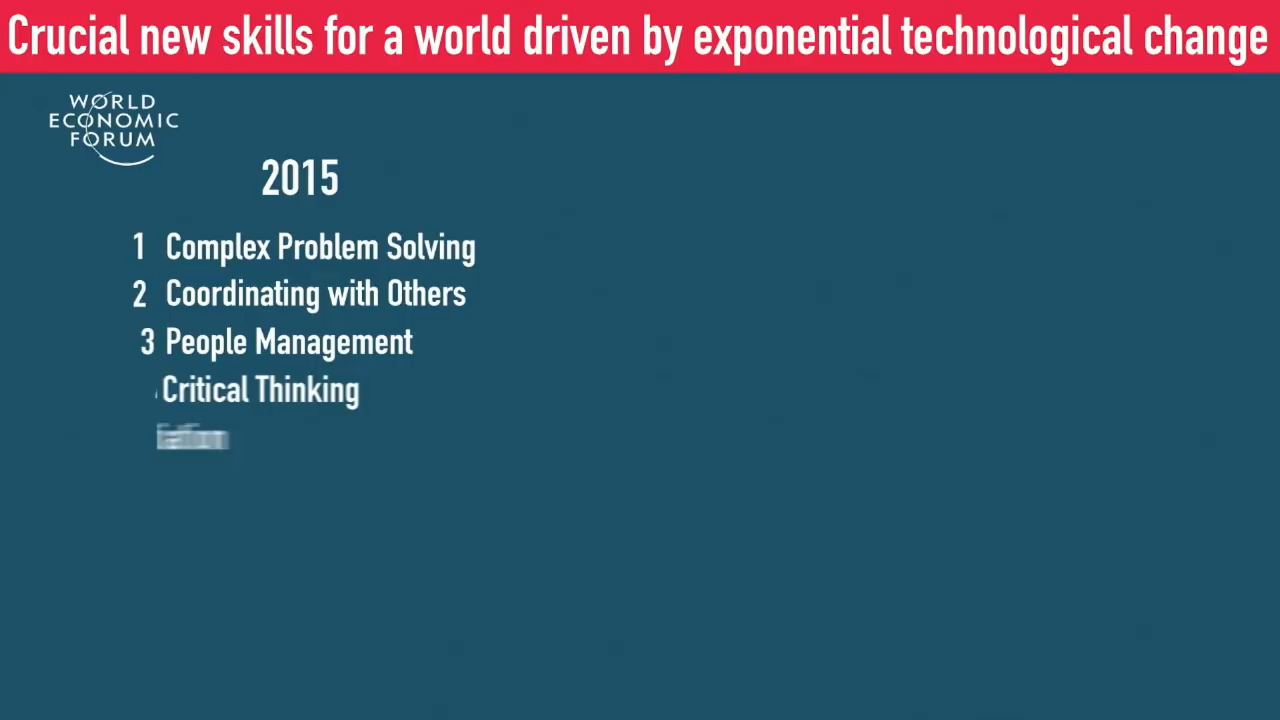 Crucial new skills for a world driven by exponential technological change
WORLD
ECONOMIC
FORUM
2015
1 Complex Problem Solving
2 Coordinating with Others
3 People Management
Critical Thinking